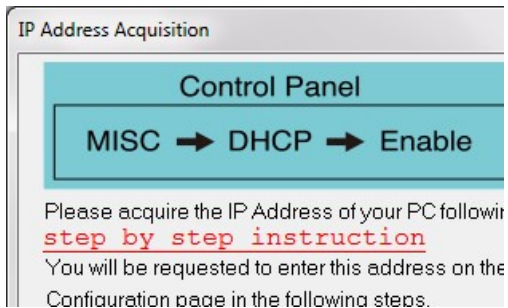 IP Address Acquisition
Control Panel
MISC ➔ DHCP ➔ Enable
Please acquire the IP Address of your PC
step by step instruction
You will be requested to enter this address on the
Configuration page in the following steps.